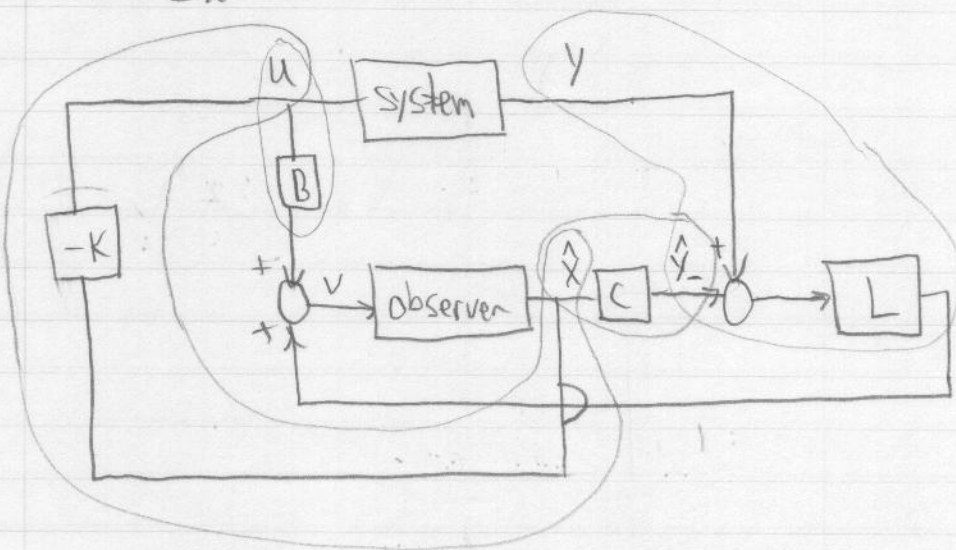 u
system
y
B
-K
+
v
observer
x̂
C
ŷ
-
+
L
+